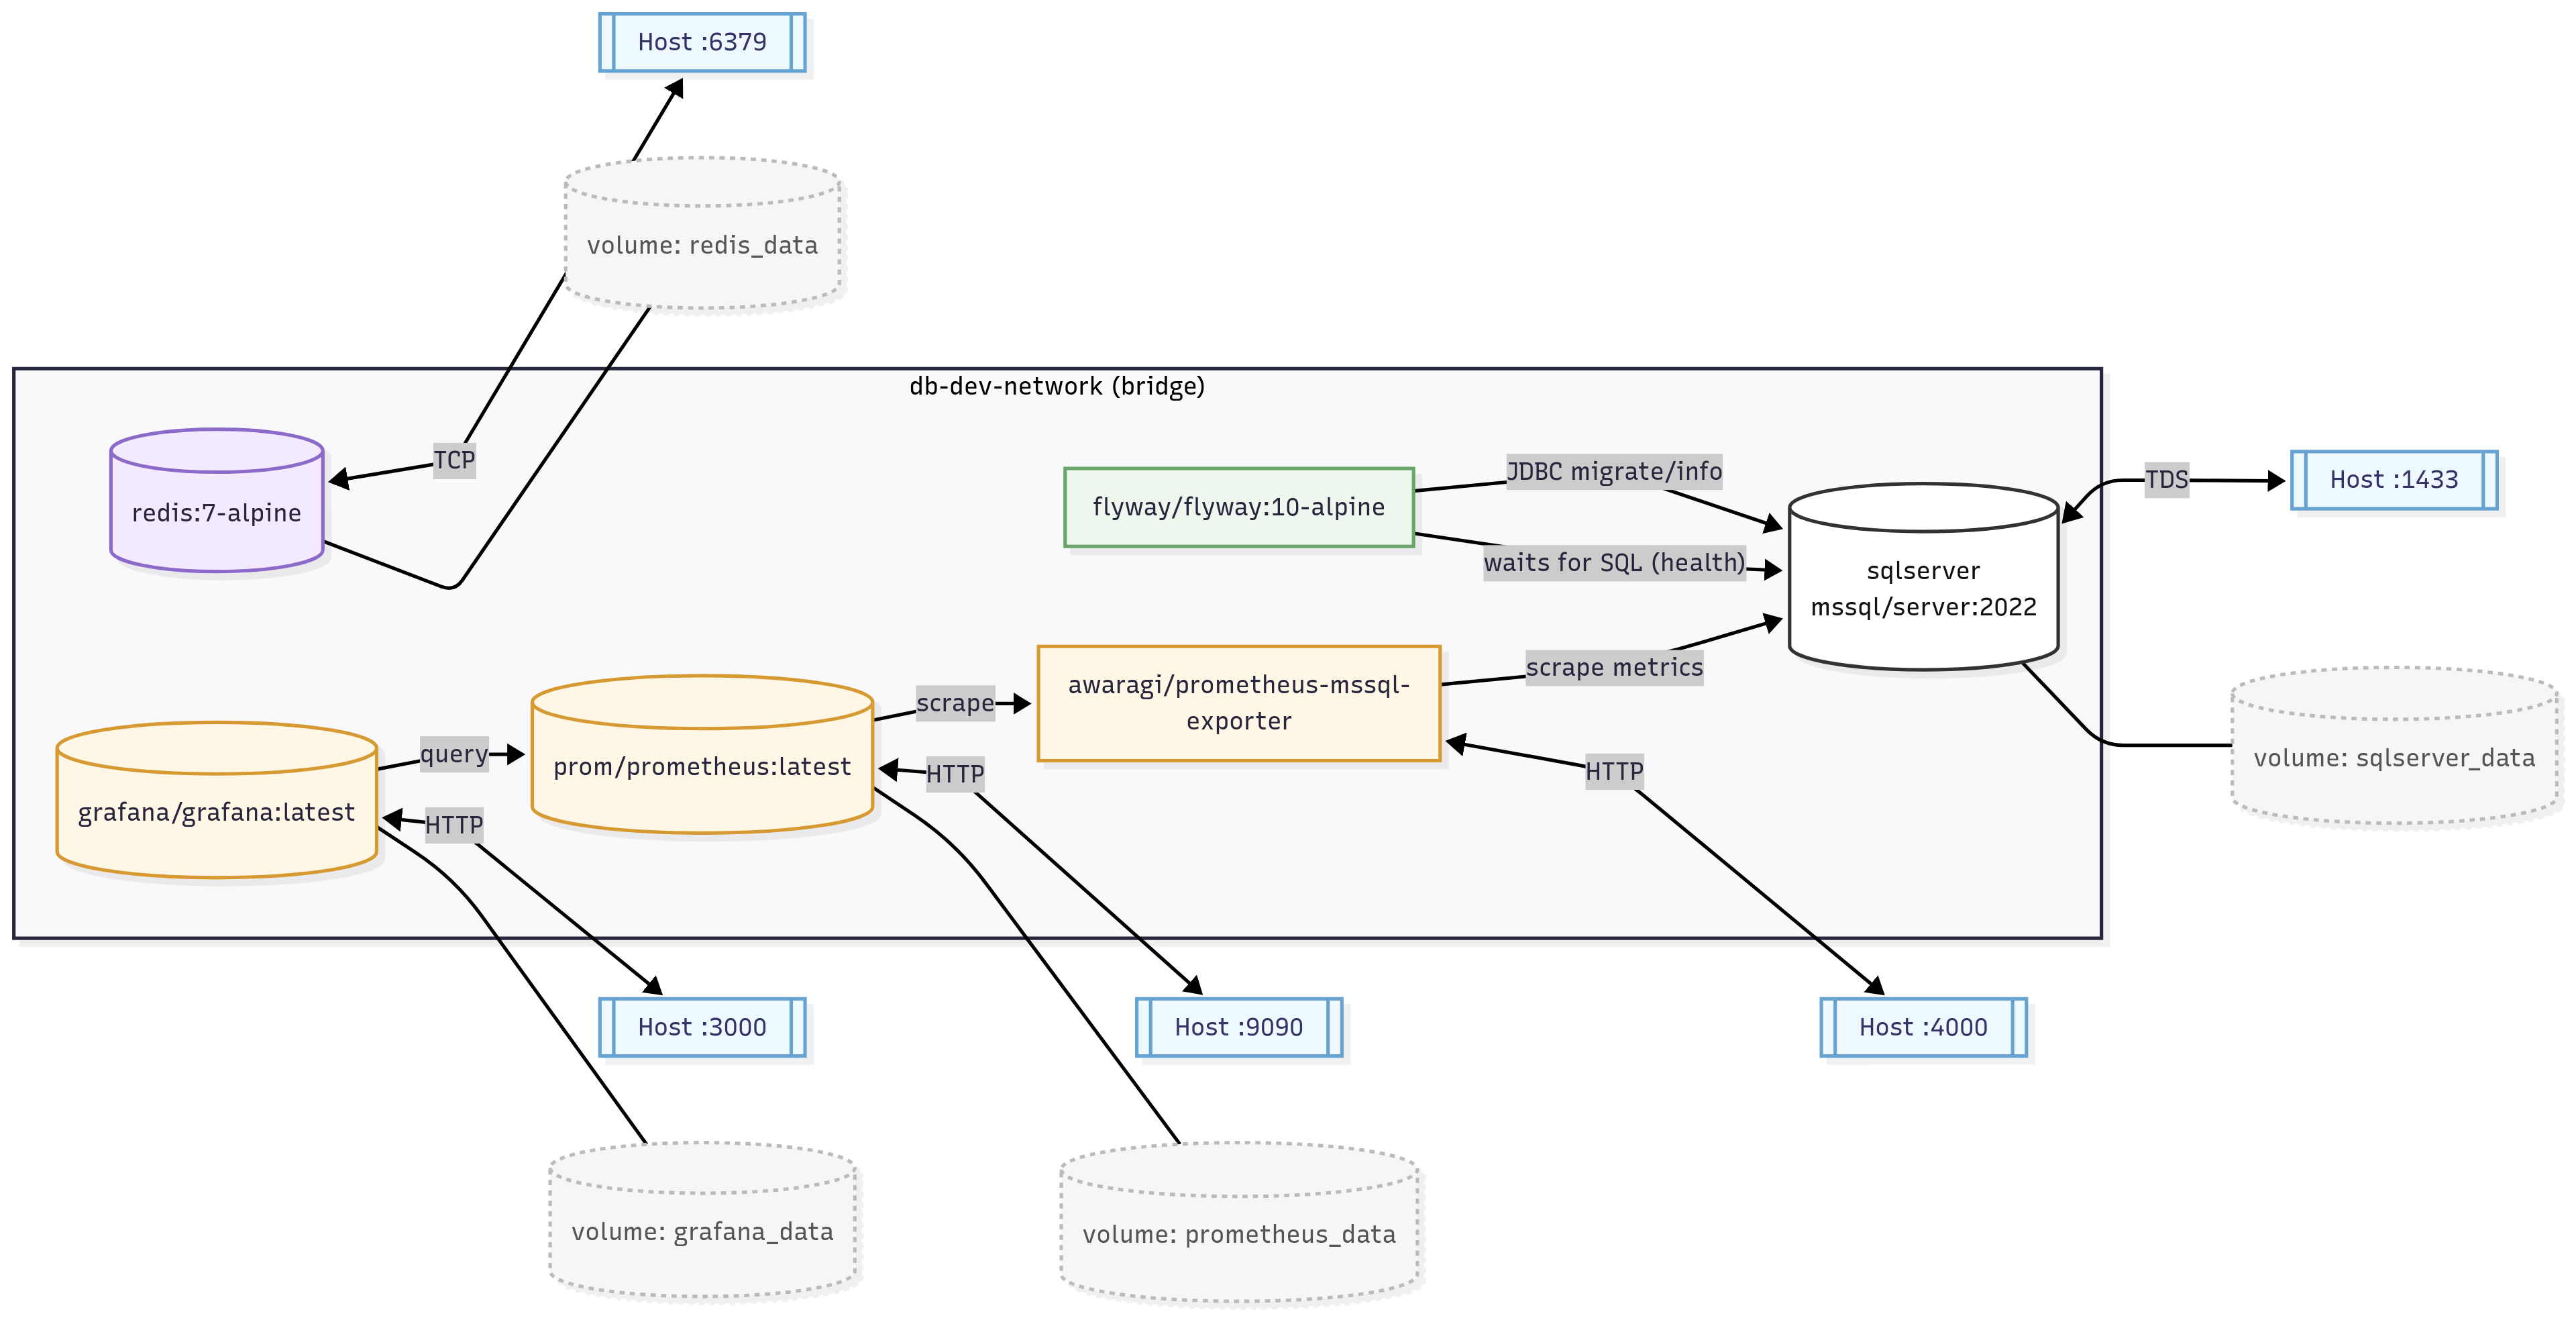 Host :6379
volume: redis_data
db-dev-network (bridge)
TCP
redis:7-alpine
flyway/flyway:10-alpine
JDBC migrate/info
waits for SQL (health)
sqlserver
mssql/server:2022
TDS
Host :1433
grafana/grafana:latest
query
HTTP
prom/prometheus:latest
scrape
HTTP
awaragi/prometheus-mssql-
exporter
scrape metrics
HTTP
volume: sqlserver_data
Host :3000
Host :9090
Host :4000
volume: grafana_data
volume: prometheus_data